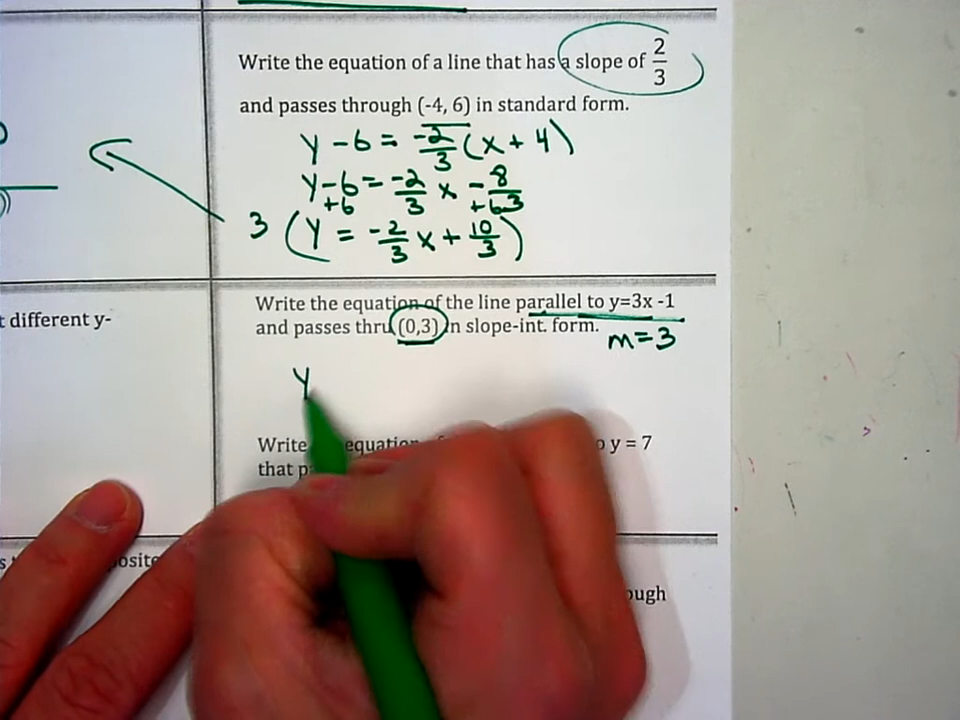 Write the equation of a line that has a slope of 2/3
and passes through (-4, 6) in standard form.
y - 6 = -2/3 (x + 4)
y - 6 = -2/3 x - 8/3
+6 +6
3 (y = -2/3 x + 10/3)
Write the equation of the line parallel to y=3x -1
t different y-
and passes thru (0,3) in slope-int. form.
m = 3
y
Write equation y = 7
that